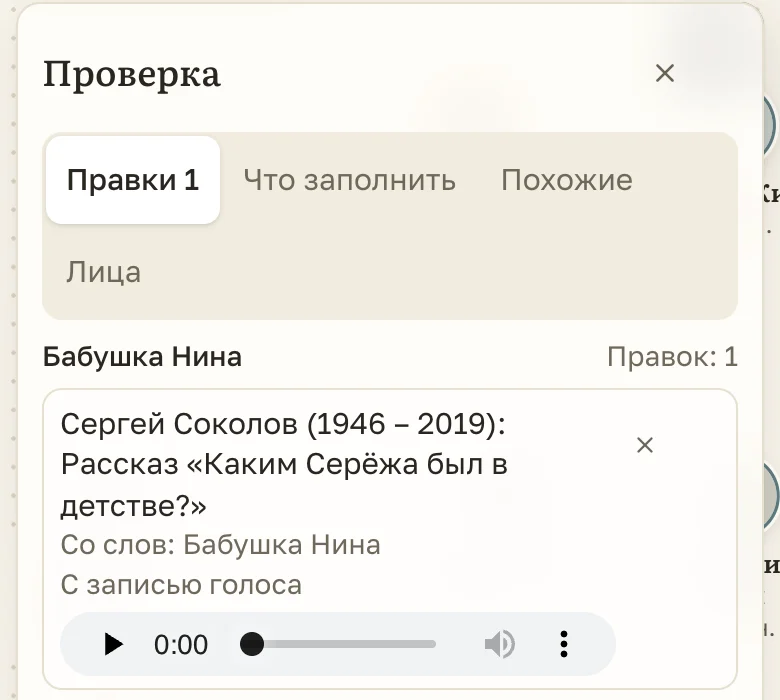 Проверка
Правки 1
Что заполнить
Похожие
Лица
Бабушка Нина
Правок: 1
Сергей Соколов (1946 – 2019):
Рассказ «Каким Серёжа был в
детстве?»
Со слов: Бабушка Нина
С записью голоса
0:00